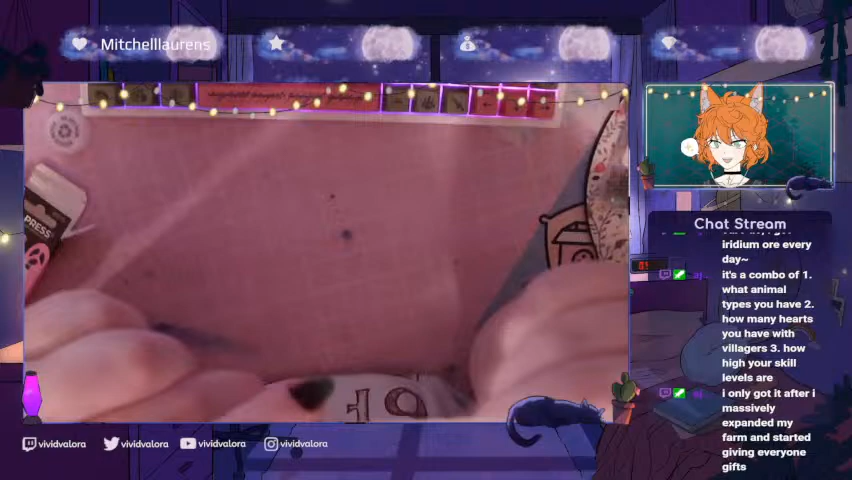 Mitchelllaurens
PRESS
Chat Stream
iridium ore every
day~
it's a combo of 1.
what animal
types you have 2.
how many hearts
you have with
villagers 3. how
high your skill
levels are
i only got it after i
massively
expanded my
farm and started
giving everyone
gifts
vividvalora
vividvalora
vividvalora
vividvalora